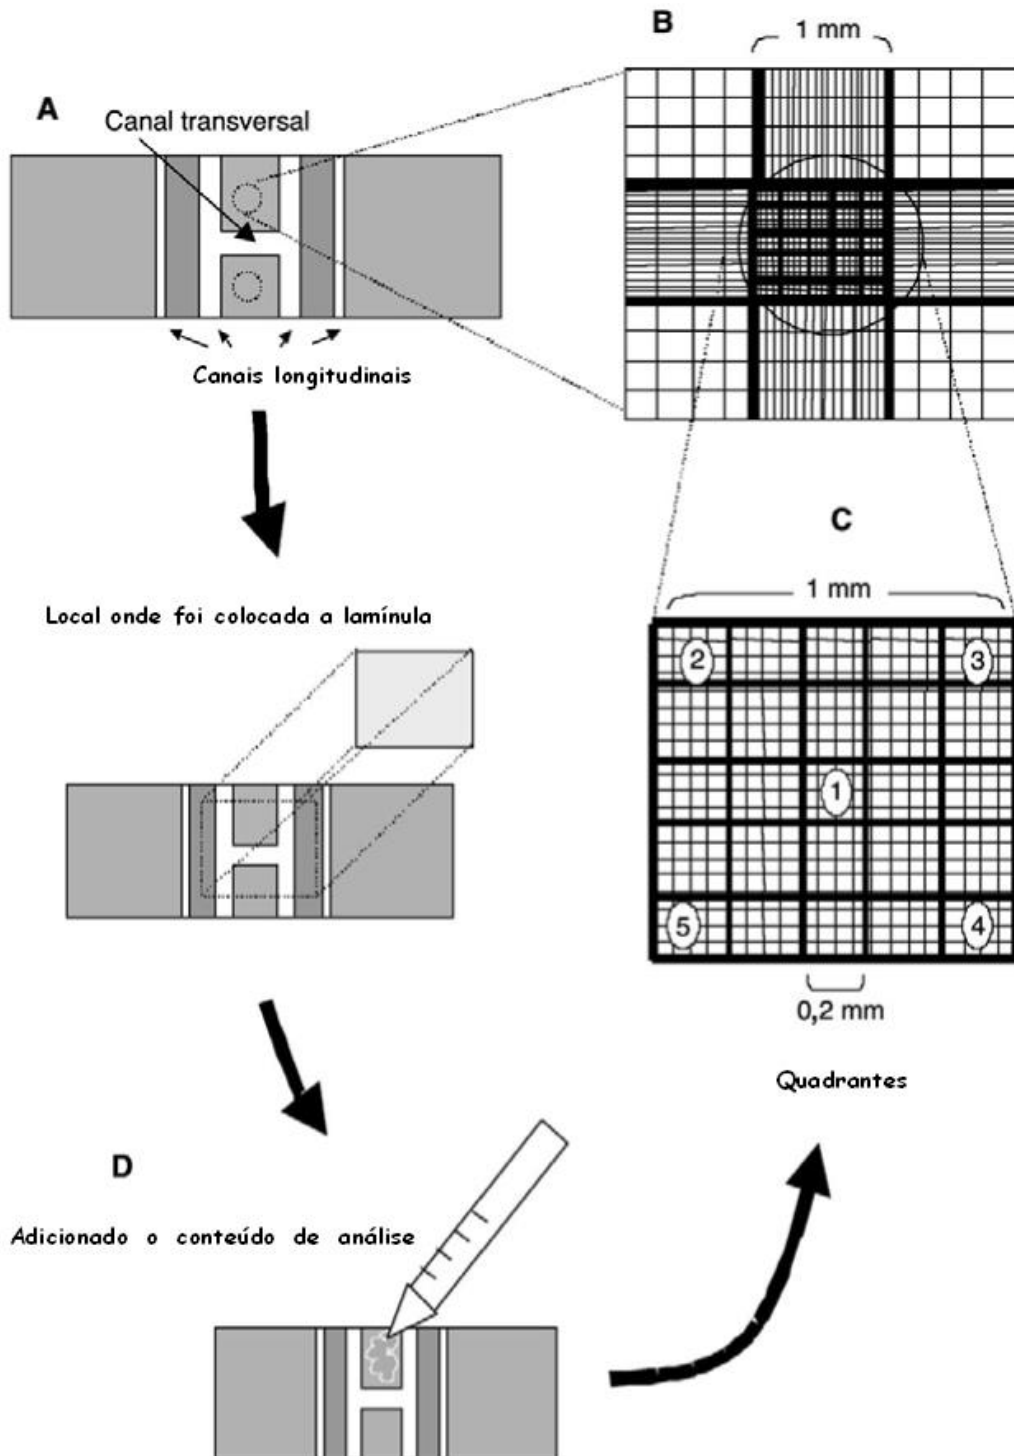 A
Canal transversal
Canais longitudinais
B
1 mm
Local onde foi colocada a lamínula
C
1 mm
2
3
1
5
4
0,2 mm
Quadrantes
D
Adicionado o conteúdo de análise